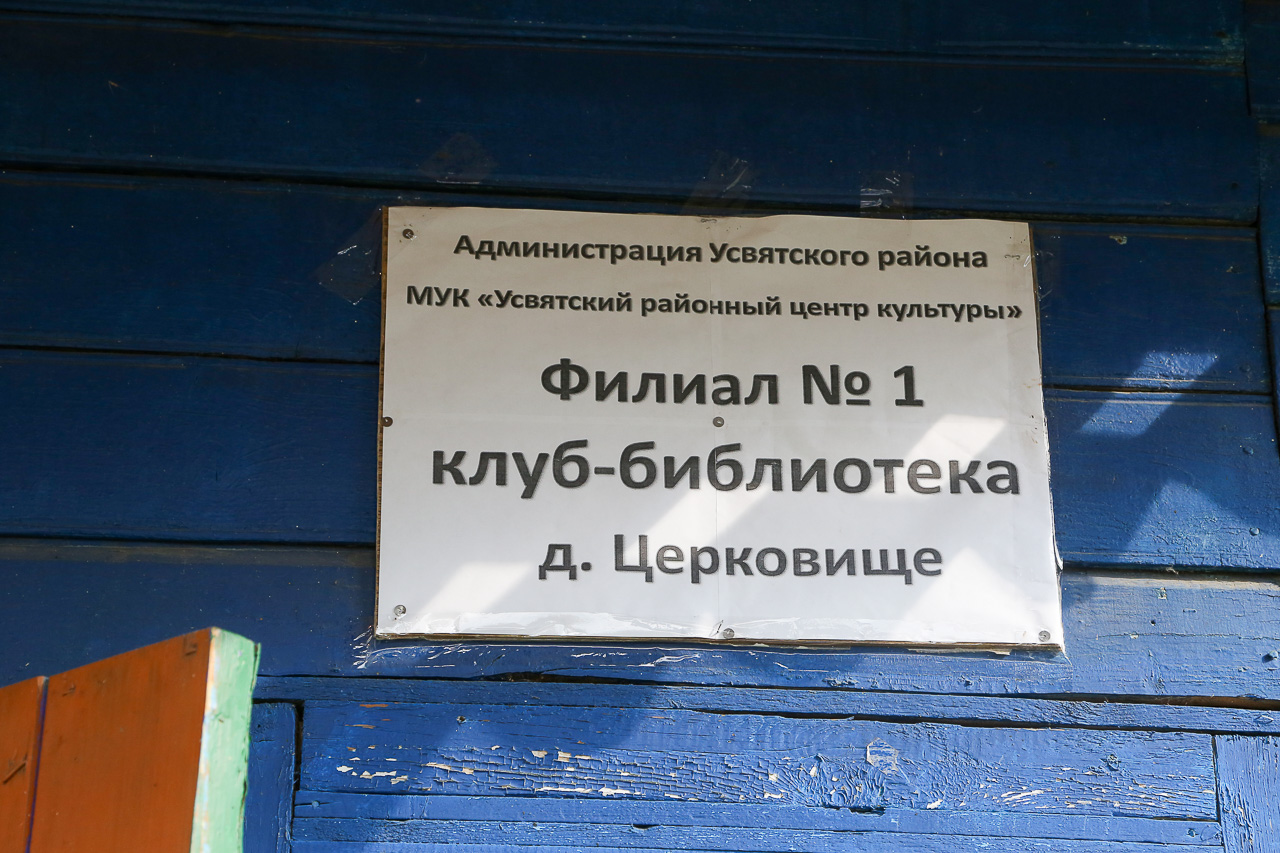 Администрация Усвятского района
МУК «Усвятский районный центр культуры»
Филиал № 1
клуб-библиотека
д. Церковище